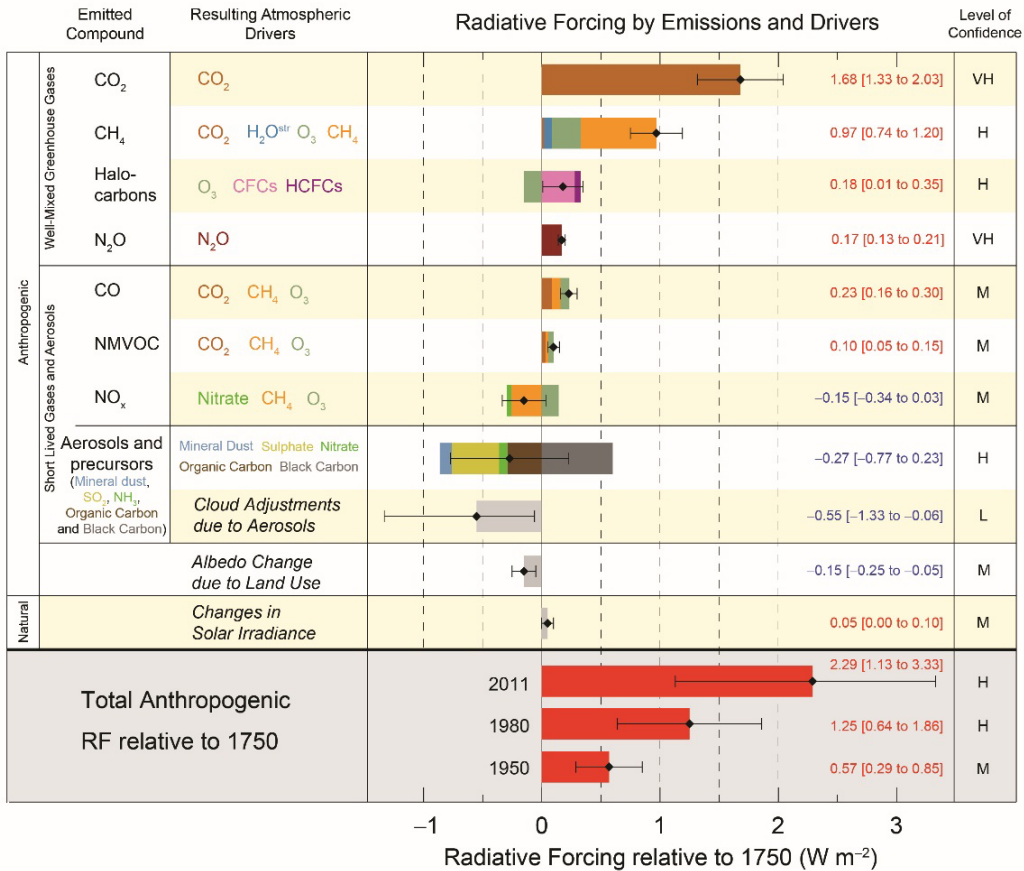 Emitted Compound
Resulting Atmospheric Drivers
Radiative Forcing by Emissions and Drivers
Level of Confidence
Anthropogenic
Well-Mixed Greenhouse Gases
CO₂
CO₂
1.68 [1.33 to 2.03]
VH
CH₄
CO₂ H₂Oˢᵗʳ O₃ CH₄
0.97 [0.74 to 1.20]
H
Halo-
carbons
O₃ CFCs HCFCs
0.18 [0.01 to 0.35]
H
N₂O
N₂O
0.17 [0.13 to 0.21]
VH
Short Lived Gases and Aerosols
CO
CO₂ CH₄ O₃
0.23 [0.16 to 0.30]
M
NMVOC
CO₂ CH₄ O₃
0.10 [0.05 to 0.15]
M
NOₓ
Nitrate CH₄ O₃
−0.15 [−0.34 to 0.03]
M
Aerosols and
precursors
(Mineral dust,
SO₂, NH₃,
Organic Carbon
and Black Carbon)
Mineral Dust Sulphate Nitrate
Organic Carbon Black Carbon
−0.27 [−0.77 to 0.23]
H
Cloud Adjustments
due to Aerosols
−0.55 [−1.33 to −0.06]
L
Albedo Change
due to Land Use
−0.15 [−0.25 to −0.05]
M
Natural
Changes in
Solar Irradiance
0.05 [0.00 to 0.10]
M
Total Anthropogenic
RF relative to 1750
2011
2.29 [1.13 to 3.33]
H
1980
1.25 [0.64 to 1.86]
H
1950
0.57 [0.29 to 0.85]
M
−1 0 1 2 3
Radiative Forcing relative to 1750 (W m⁻²)